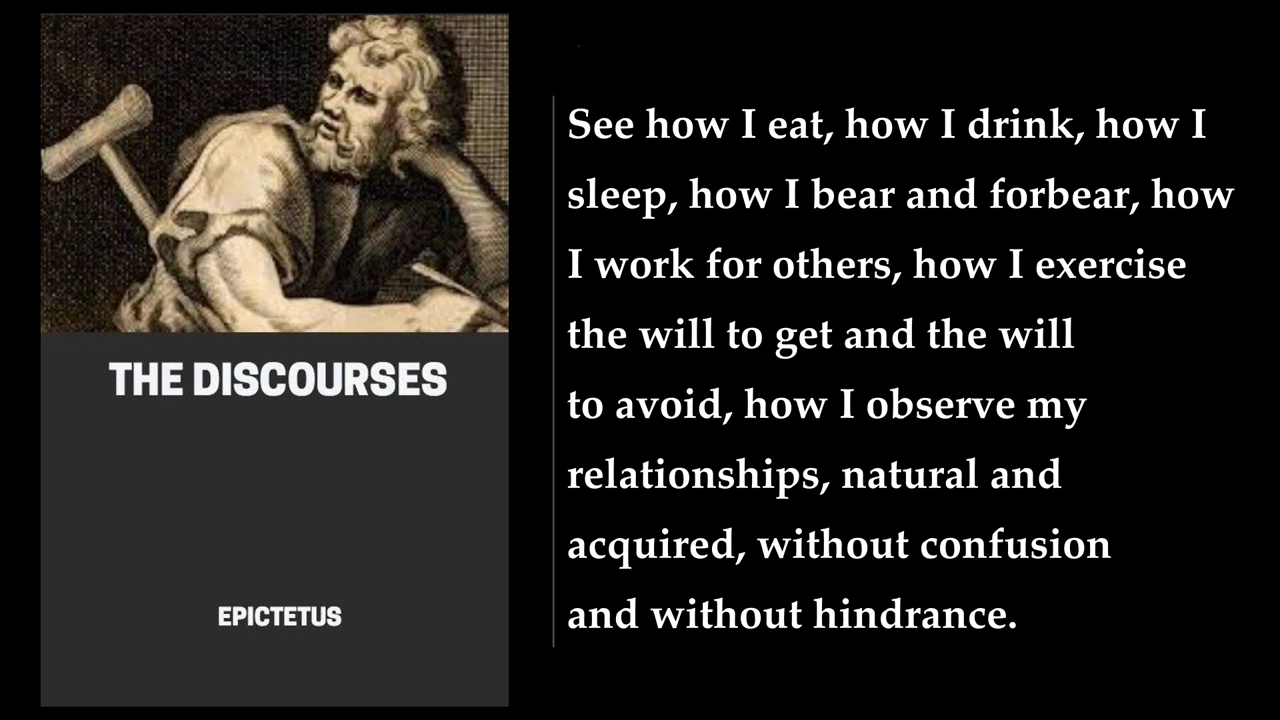 THE DISCOURSES
EPICTETUS
See how I eat, how I drink, how I
sleep, how I bear and forbear, how
I work for others, how I exercise
the will to get and the will
to avoid, how I observe my
relationships, natural and
acquired, without confusion
and without hindrance.